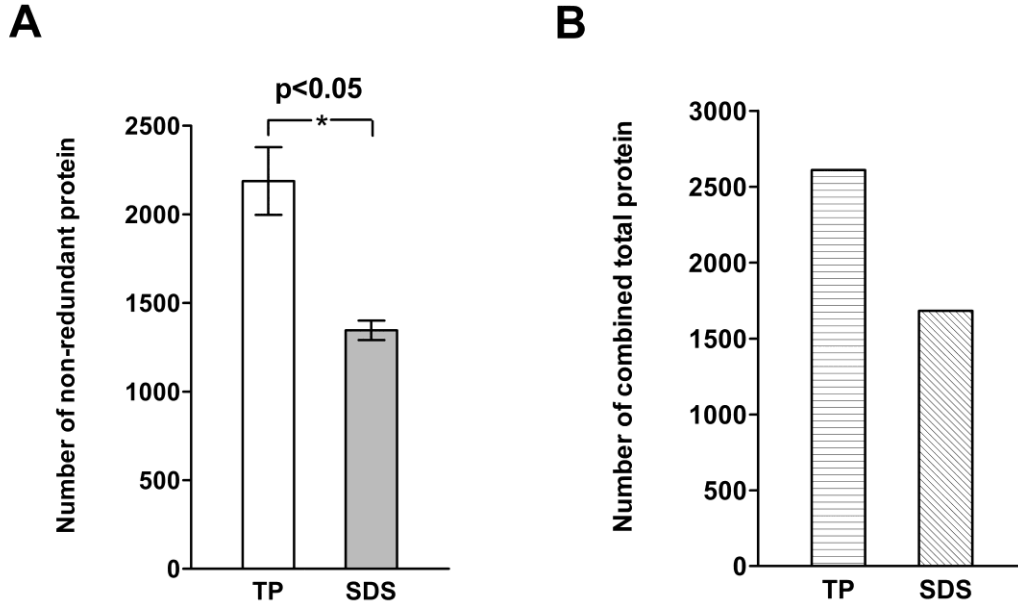 A
p<0.05
*
Number of non-redundant protein
2500
2000
1500
1000
500
0
TP SDS
B
Number of combined total protein
3000
2500
2000
1500
1000
500
0
TP SDS